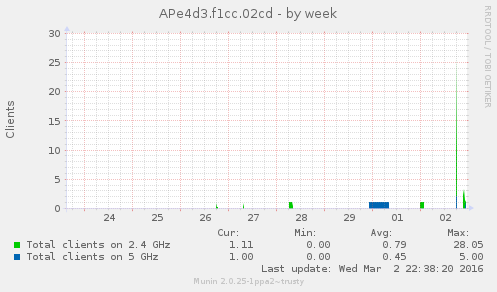 APe4d3.f1cc.02cd - by week
RRDTOOL / TOBI OETIKER
Clients
30
25
20
15
10
5
0
24 25 26 27 28 29 01 02
Cur: Min: Avg: Max:
Total clients on 2.4 GHz 1.11 0.00 0.79 28.05
Total clients on 5 GHz 1.00 0.00 0.45 5.00
Last update: Wed Mar 2 22:38:20 2016
Munin 2.0.25-1ppa2~trusty